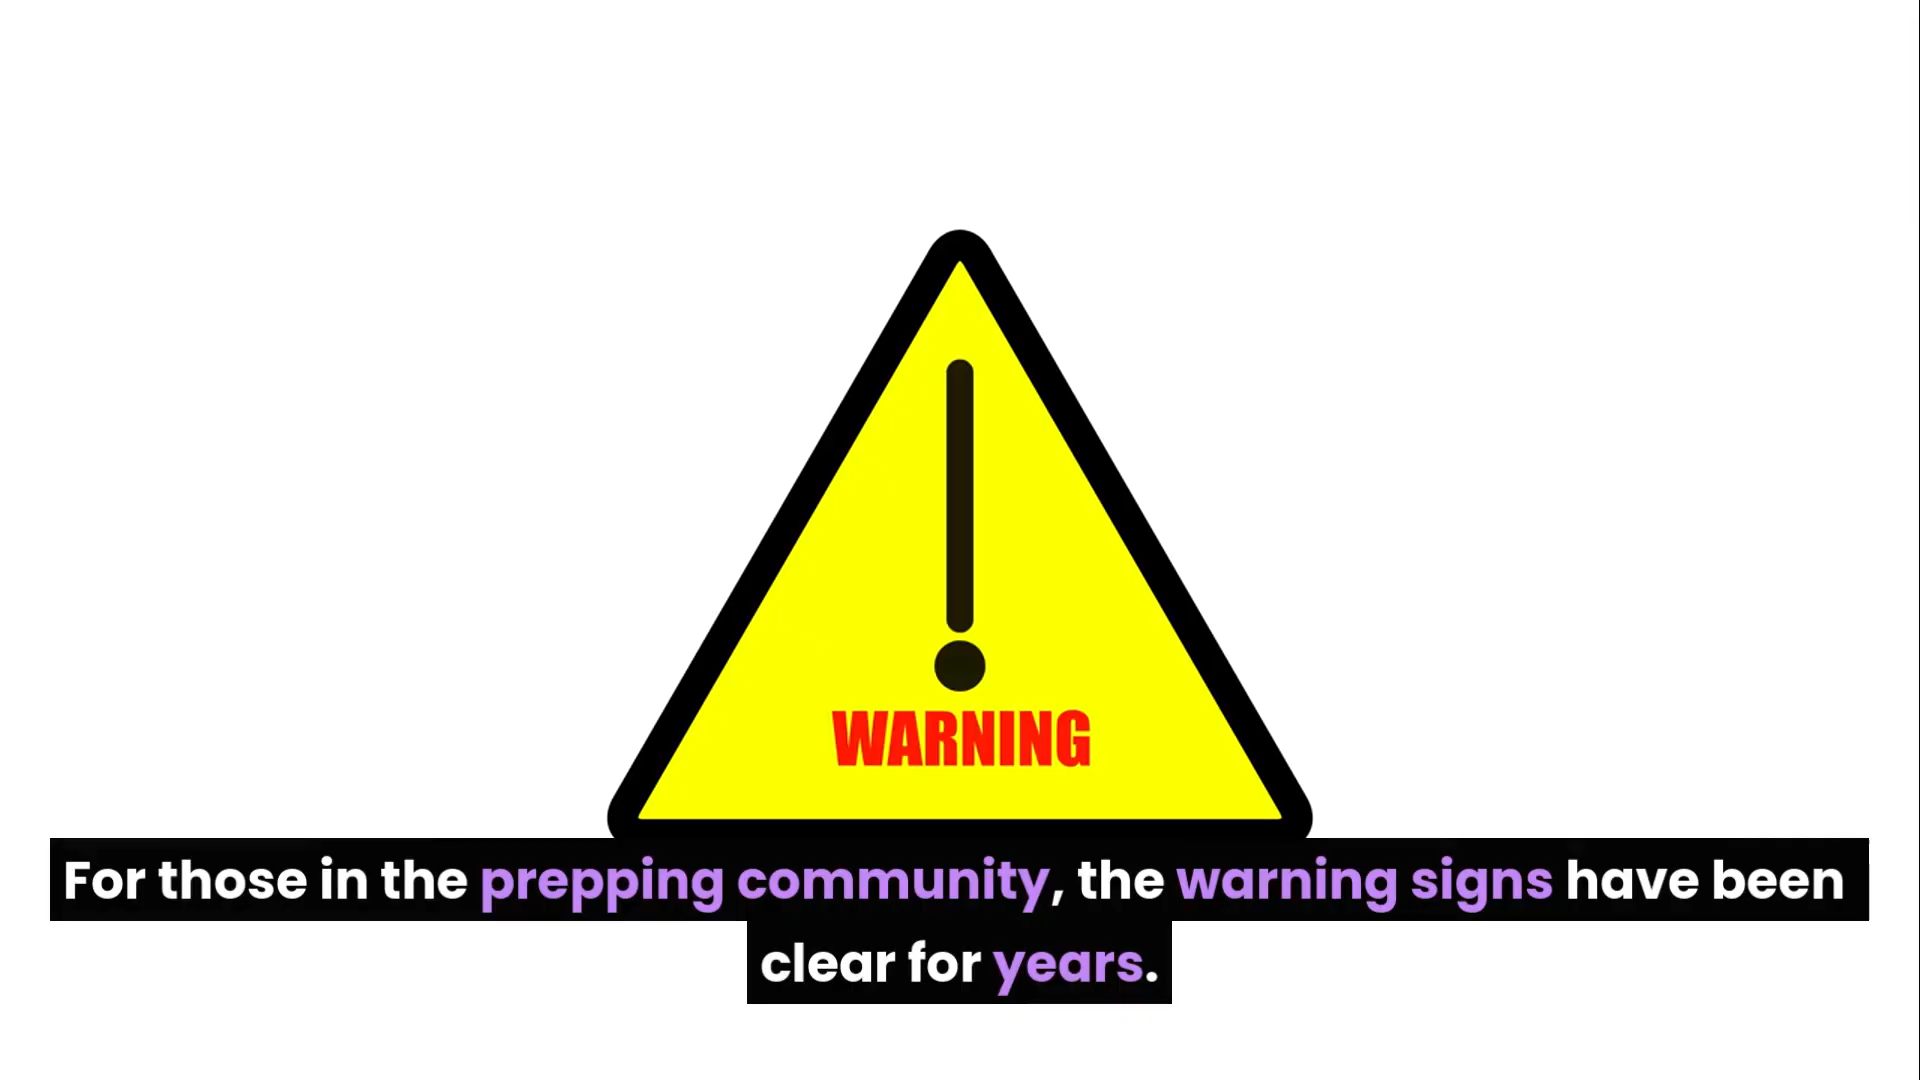 WARNING
For those in the prepping community, the warning signs have been
clear for years.